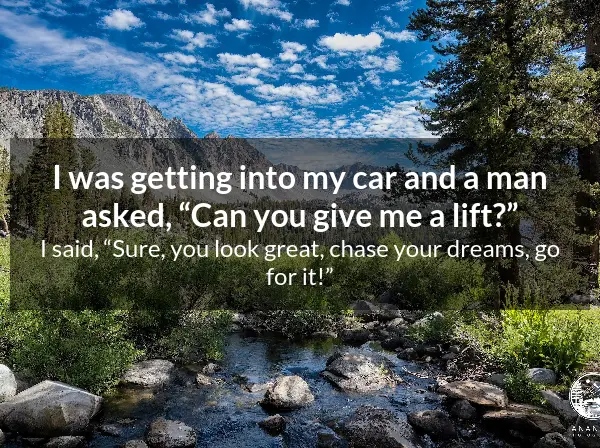 I was getting into my car and a man
asked, “Can you give me a lift?”
I said, “Sure, you look great, chase your dreams, go
for it!”